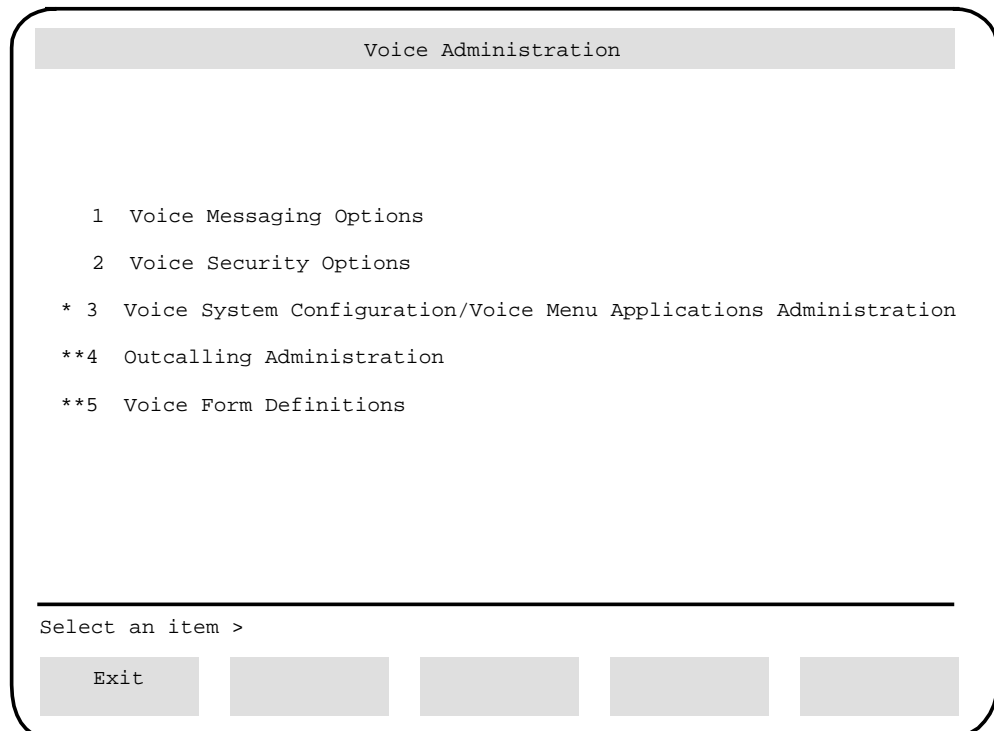 Voice Administration
1 Voice Messaging Options
2 Voice Security Options
* 3 Voice System Configuration/Voice Menu Applications Administration
**4 Outcalling Administration
**5 Voice Form Definitions
Select an item >
Exit